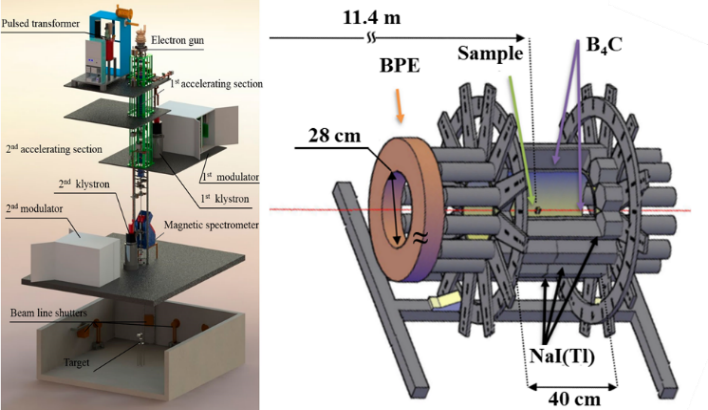 Pulsed transformer
Electron gun
1st accelerating section
2nd accelerating section
1st modulator
2nd klystron
1st klystron
2nd modulator
Magnetic spectrometer
Beam line shutters
Target
11.4 m
Sample
B4C
BPE
28 cm
NaI(Tl)
40 cm